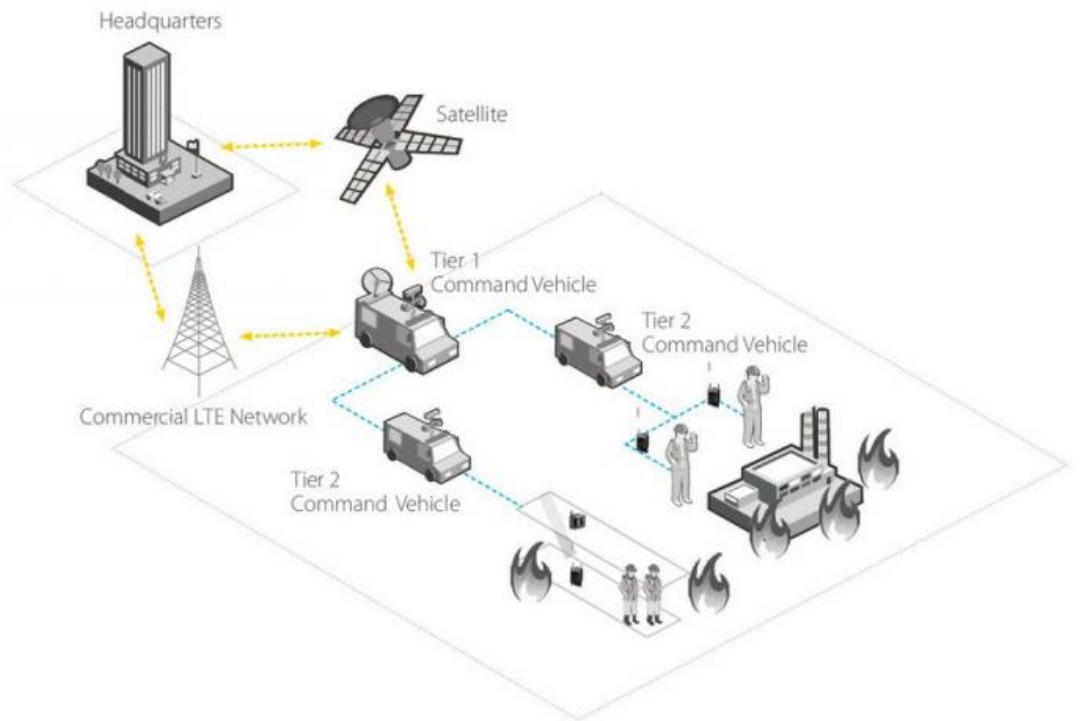 Headquarters
Satellite
Tier 1
Command Vehicle
Tier 2
Command Vehicle
Commercial LTE Network
Tier 2
Command Vehicle